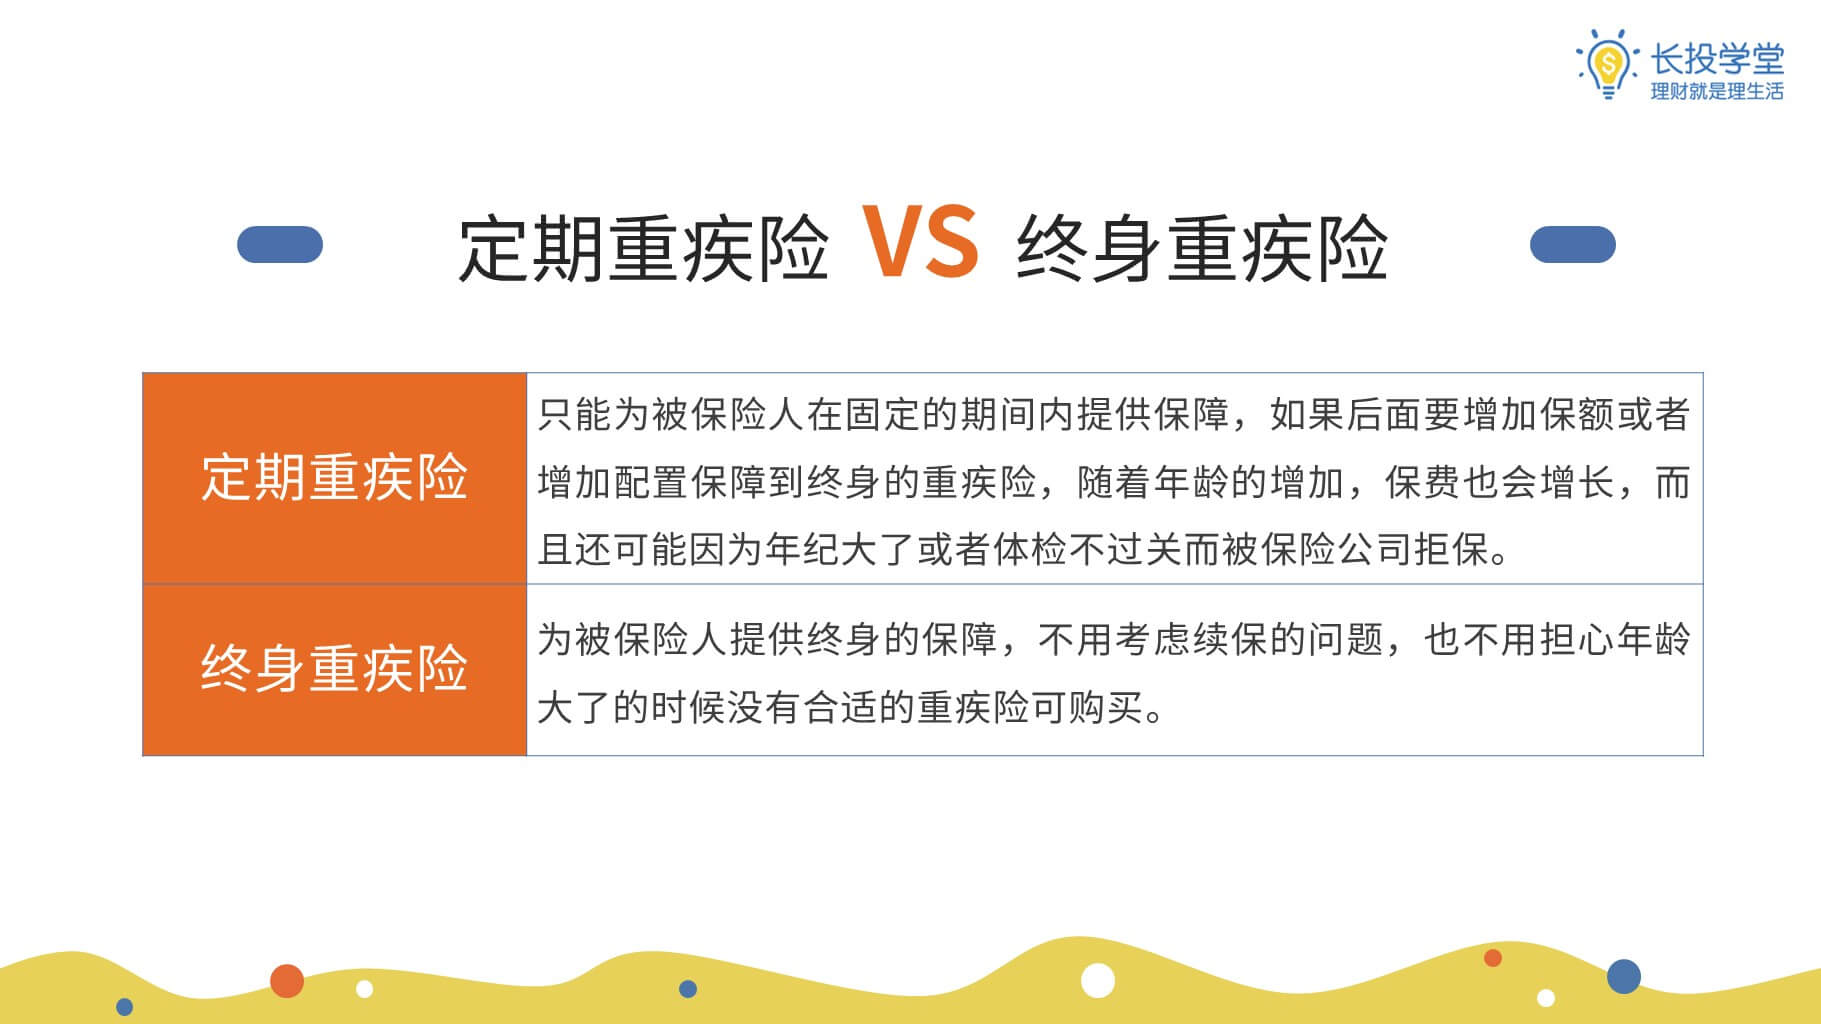 长投学堂
理财就是理生活
定期重疾险 VS 终身重疾险
定期重疾险
只能为被保险人在固定的期间内提供保障，如果后面要增加保额或者
增加配置保障到终身的重疾险，随着年龄的增加，保费也会增长，而
且还可能因为年纪大了或者体检不过关而被保险公司拒保。
终身重疾险
为被保险人提供终身的保障，不用考虑续保的问题，也不用担心年龄
大了的时候没有合适的重疾险可购买。